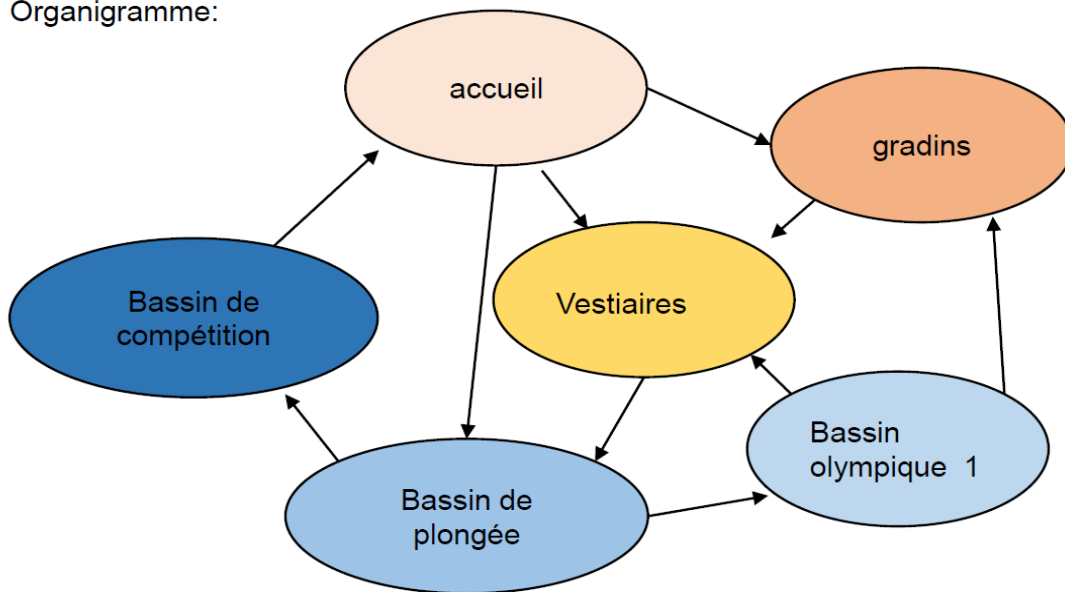 Organigramme:
accueil
gradins
Bassin de
compétition
Vestiaires
Bassin
olympique 1
Bassin de
plongée